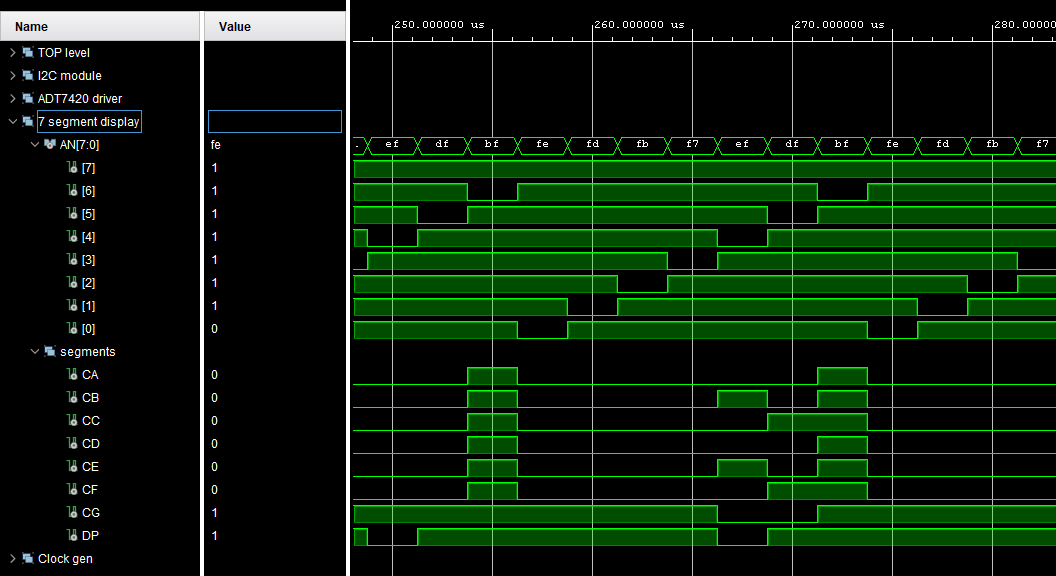 Name Value
250.000000 us 260.000000 us 270.000000 us 280.0000
TOP level
I2C module
ADT7420 driver
7 segment display
AN[7:0] fe . ef df bf fe fd fb f7 ef df bf fe fd fb f7
[7] 1
[6] 1
[5] 1
[4] 1
[3] 1
[2] 1
[1] 1
[0] 0
segments
CA 0
CB 0
CC 0
CD 0
CE 0
CF 0
CG 1
DP 1
Clock gen